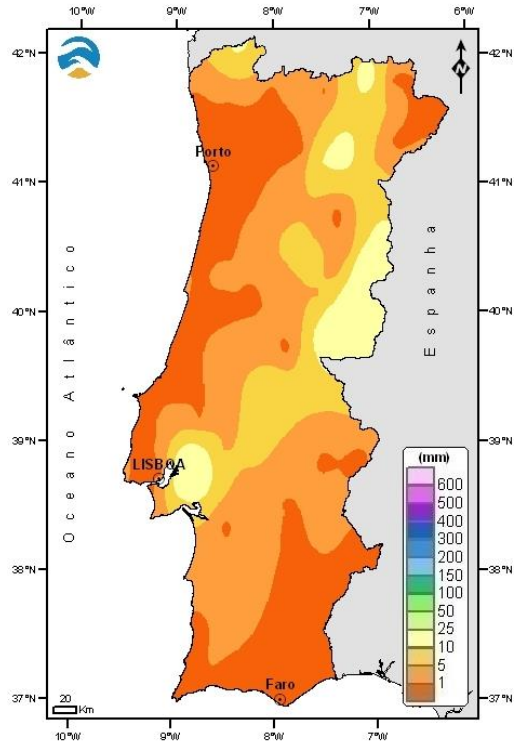 10°W 9°W 8°W 7°W 6°W
42°N 42°N
Porto
41°N 41°N
Espanha
Oceano Atlântico
40°N 40°N
39°N 39°N
LISBOA
(mm)
600
500
400
300
200
150
100
50
25
10
5
1
38°N 38°N
Faro
37°N 37°N
20
Km
10°W 9°W 8°W 7°W 6°W
N